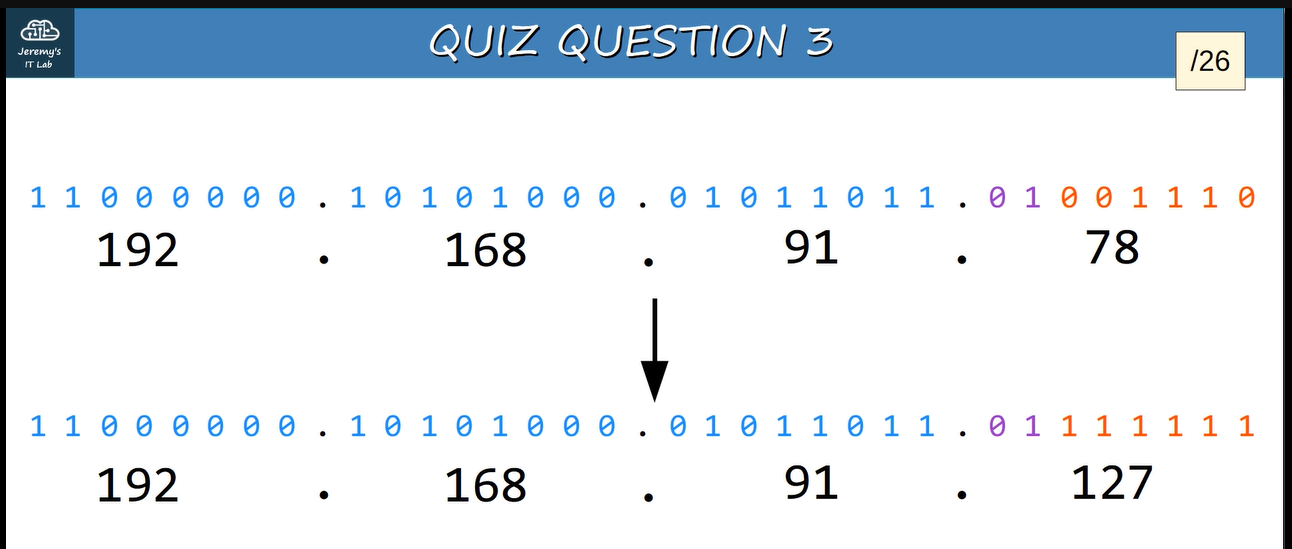 Jeremy's
IT Lab
QUIZ QUESTION 3
/26
1 1 0 0 0 0 0 0 . 1 0 1 0 1 0 0 0 . 0 1 0 1 1 0 1 1 . 0 1 0 0 1 1 1 0
192 . 168 . 91 . 78
1 1 0 0 0 0 0 0 . 1 0 1 0 1 0 0 0 . 0 1 0 1 1 0 1 1 . 0 1 1 1 1 1 1 1
192 . 168 . 91 . 127